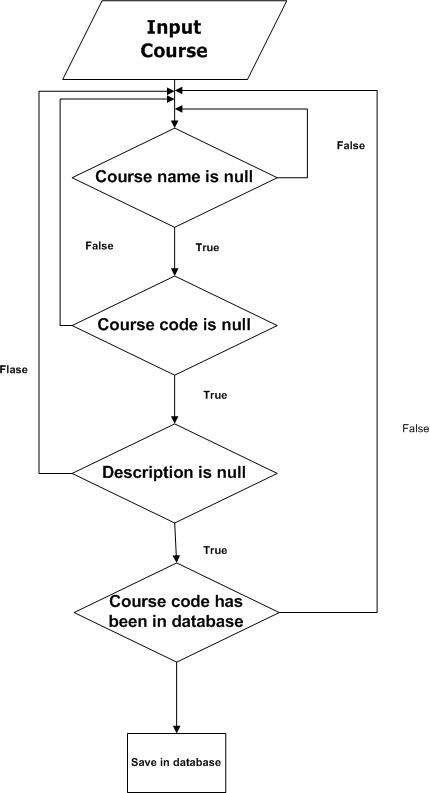 Input
Course
False
Course name is null
False
True
Course code is null
Flase
True
False
Description is null
True
Course code has
been in database
Save in database